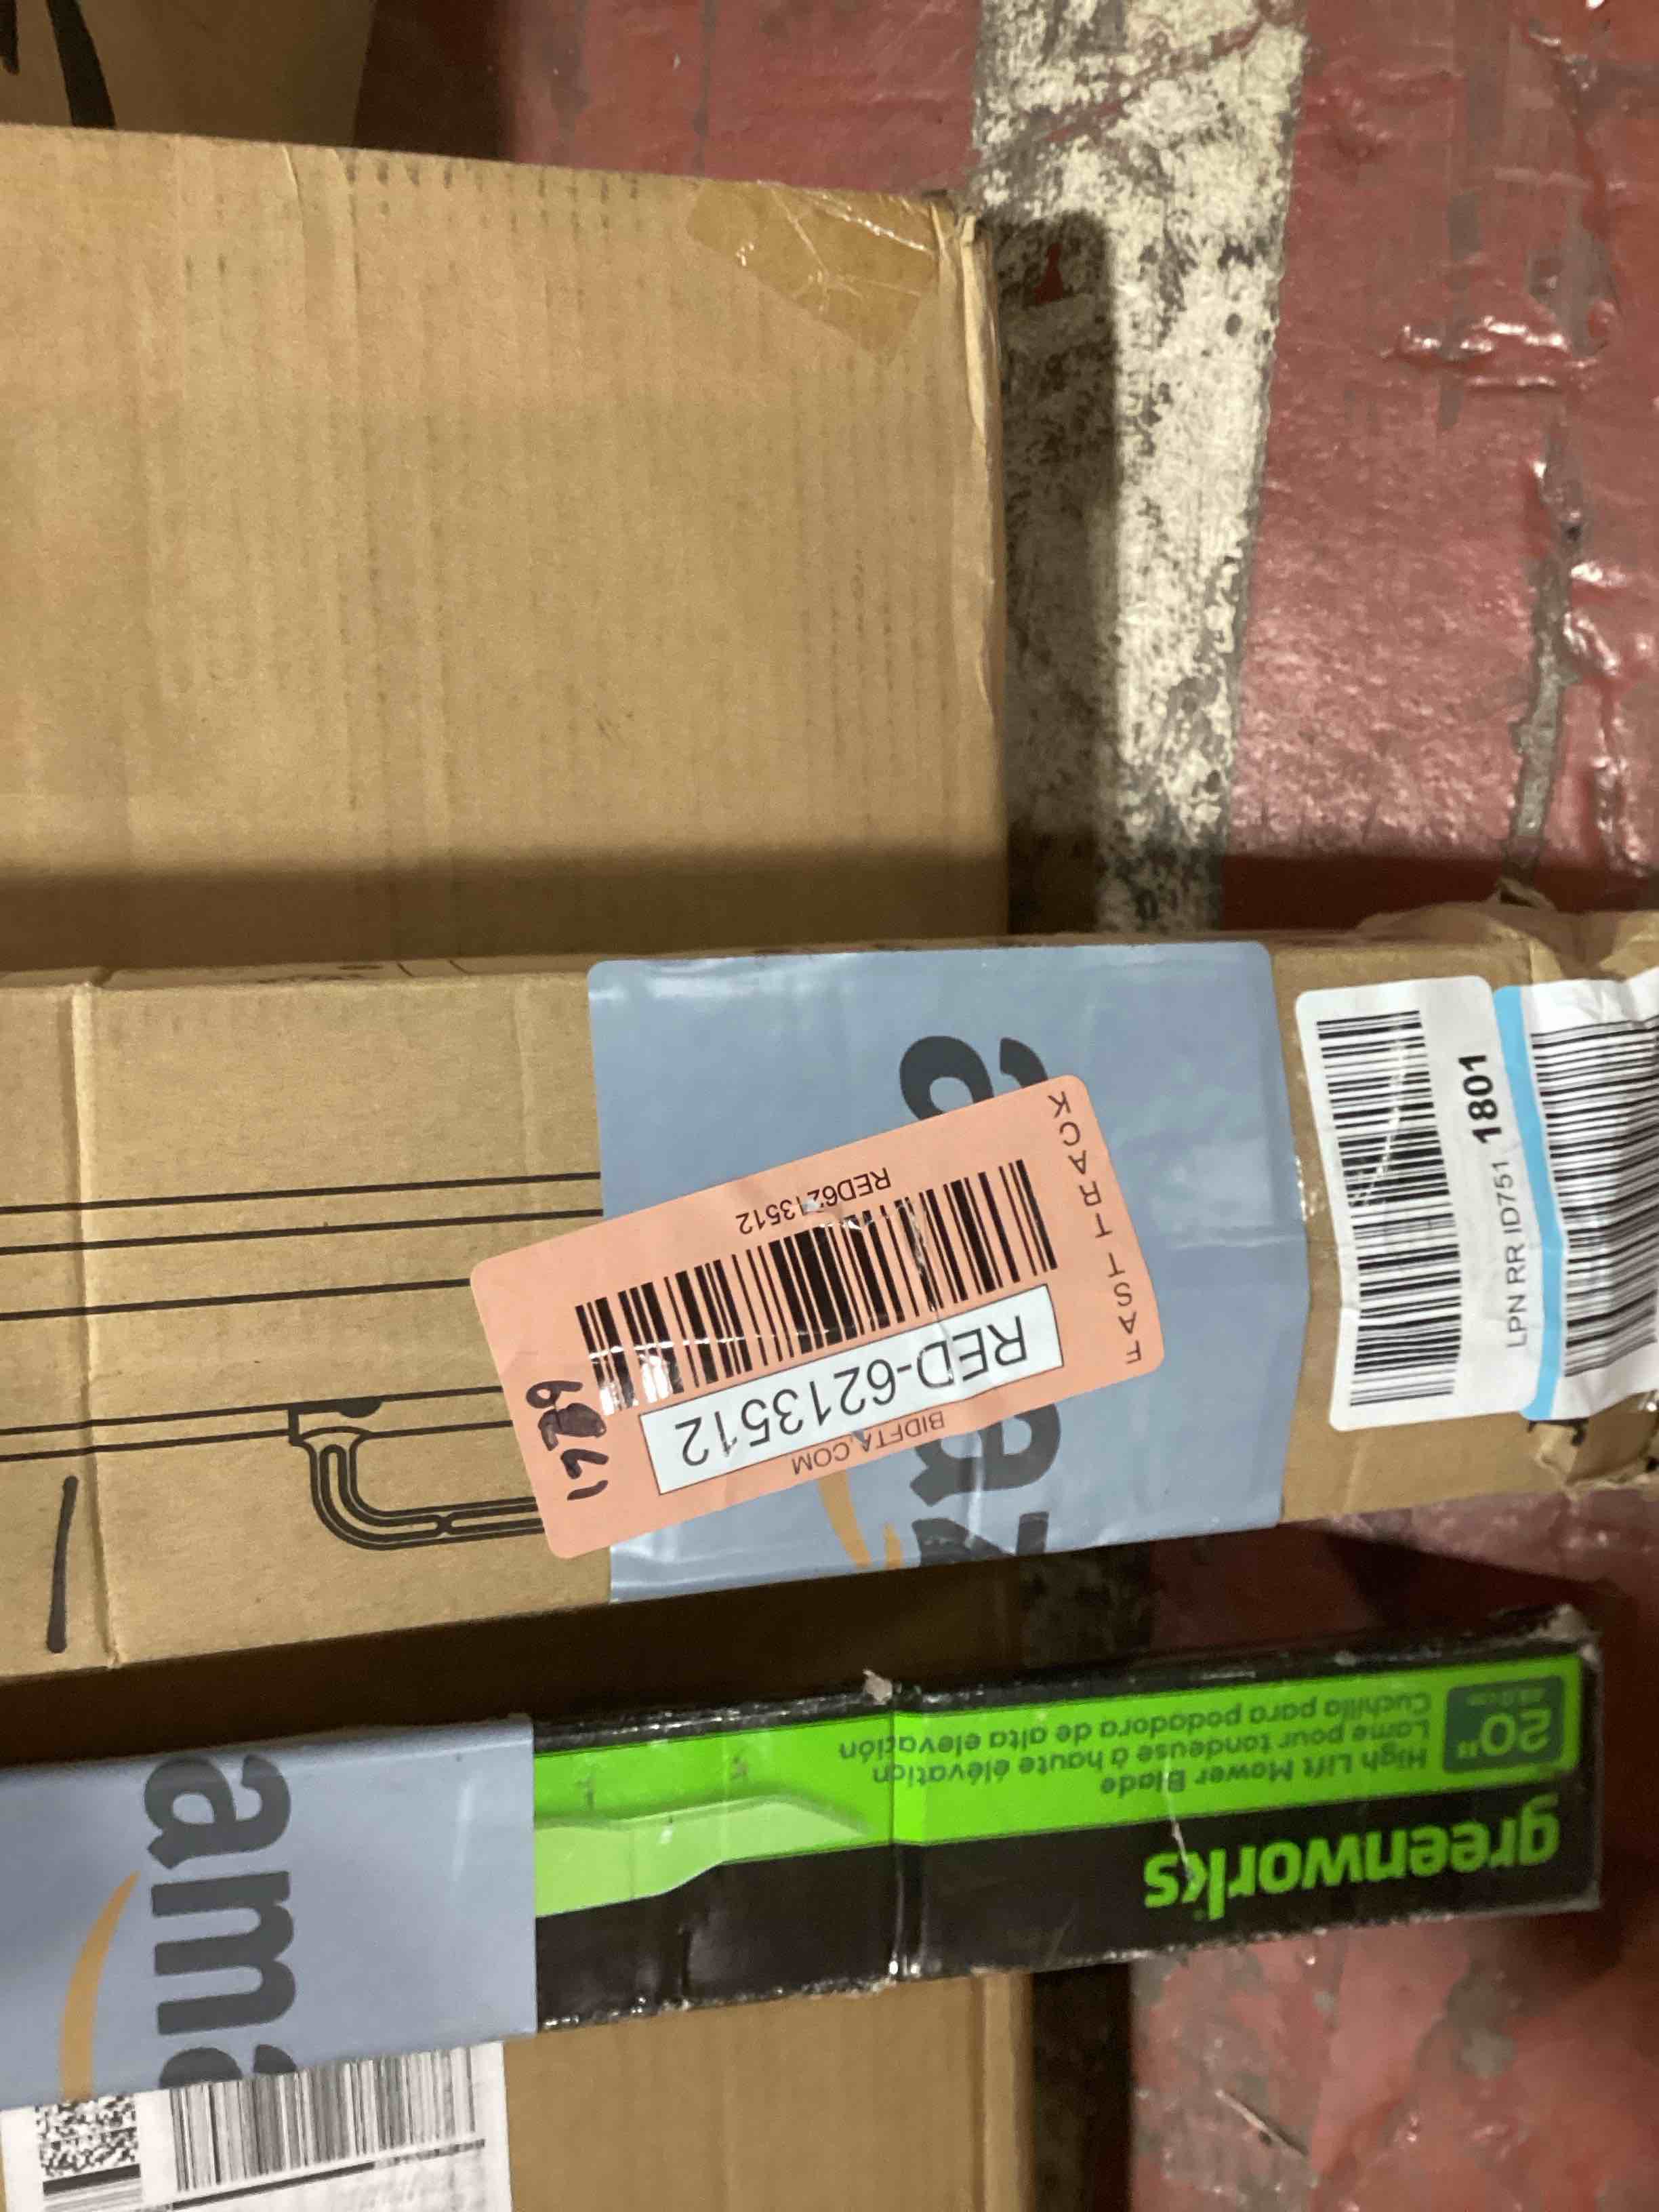 FAST TRACK
BIDFTA.COM
RED-6213512
RED6213512
LPN RR ID751 1801
greenworks
High Lift Mower Blade
Lame pour tondeuse à haute élévation
Cuchilla para podadora de alta elevación
20"
ama